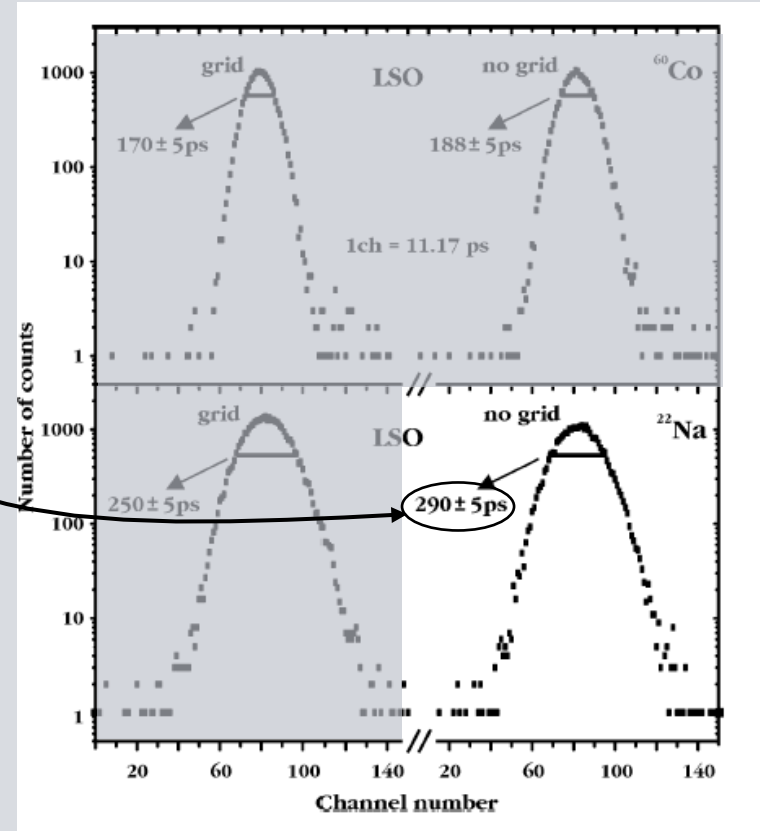 1000
100
10
1
grid
LSO
no grid
⁶⁰Co
170±5ps
188±5ps
1ch = 11.17 ps
Number of counts
1000
100
10
1
grid
LSO
no grid
²²Na
250±5ps
290±5ps
20 60 100 140 20 60 100 140
Channel number